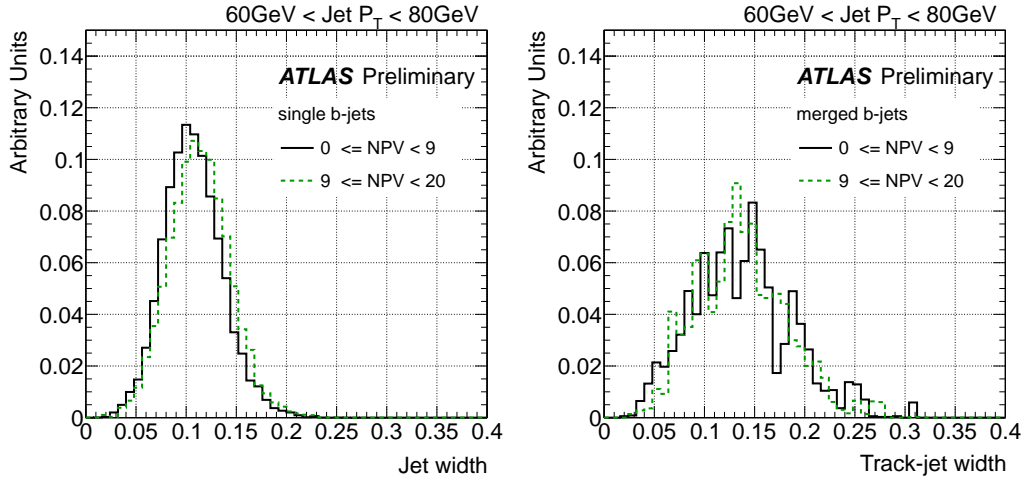 60GeV < Jet P_T < 80GeV
Arbitrary Units
0.14
0.12
0.1
0.08
0.06
0.04
0.02
0
ATLAS Preliminary
single b-jets
0 <= NPV < 9
9 <= NPV < 20
0 0.05 0.1 0.15 0.2 0.25 0.3 0.35 0.4
Jet width
60GeV < Jet P_T < 80GeV
Arbitrary Units
0.14
0.12
0.1
0.08
0.06
0.04
0.02
0
ATLAS Preliminary
merged b-jets
0 <= NPV < 9
9 <= NPV < 20
0 0.05 0.1 0.15 0.2 0.25 0.3 0.35 0.4
Track-jet width